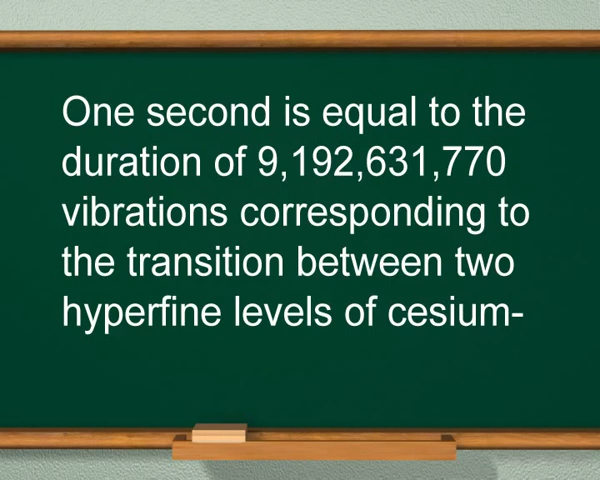 One second is equal to the
duration of 9,192,631,770
vibrations corresponding to
the transition between two
hyperfine levels of cesium-